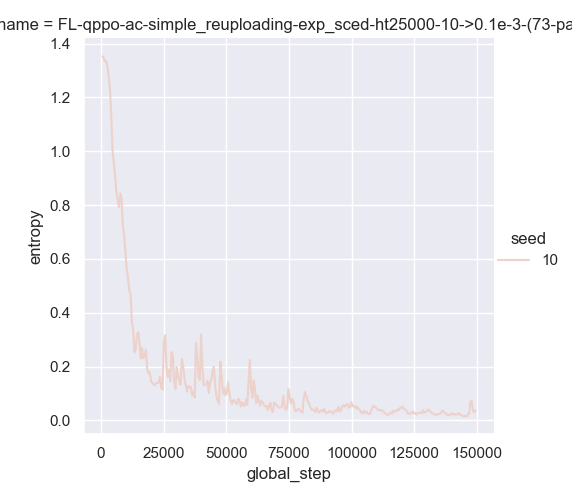 name = FL-qppo-ac-simple_reuploading-exp_sced-ht25000-10->0.1e-3-(73-pa
1.4
1.2
1.0
0.8
0.6
0.4
0.2
0.0
entropy
0 25000 50000 75000 100000 125000 150000
global_step
seed
10